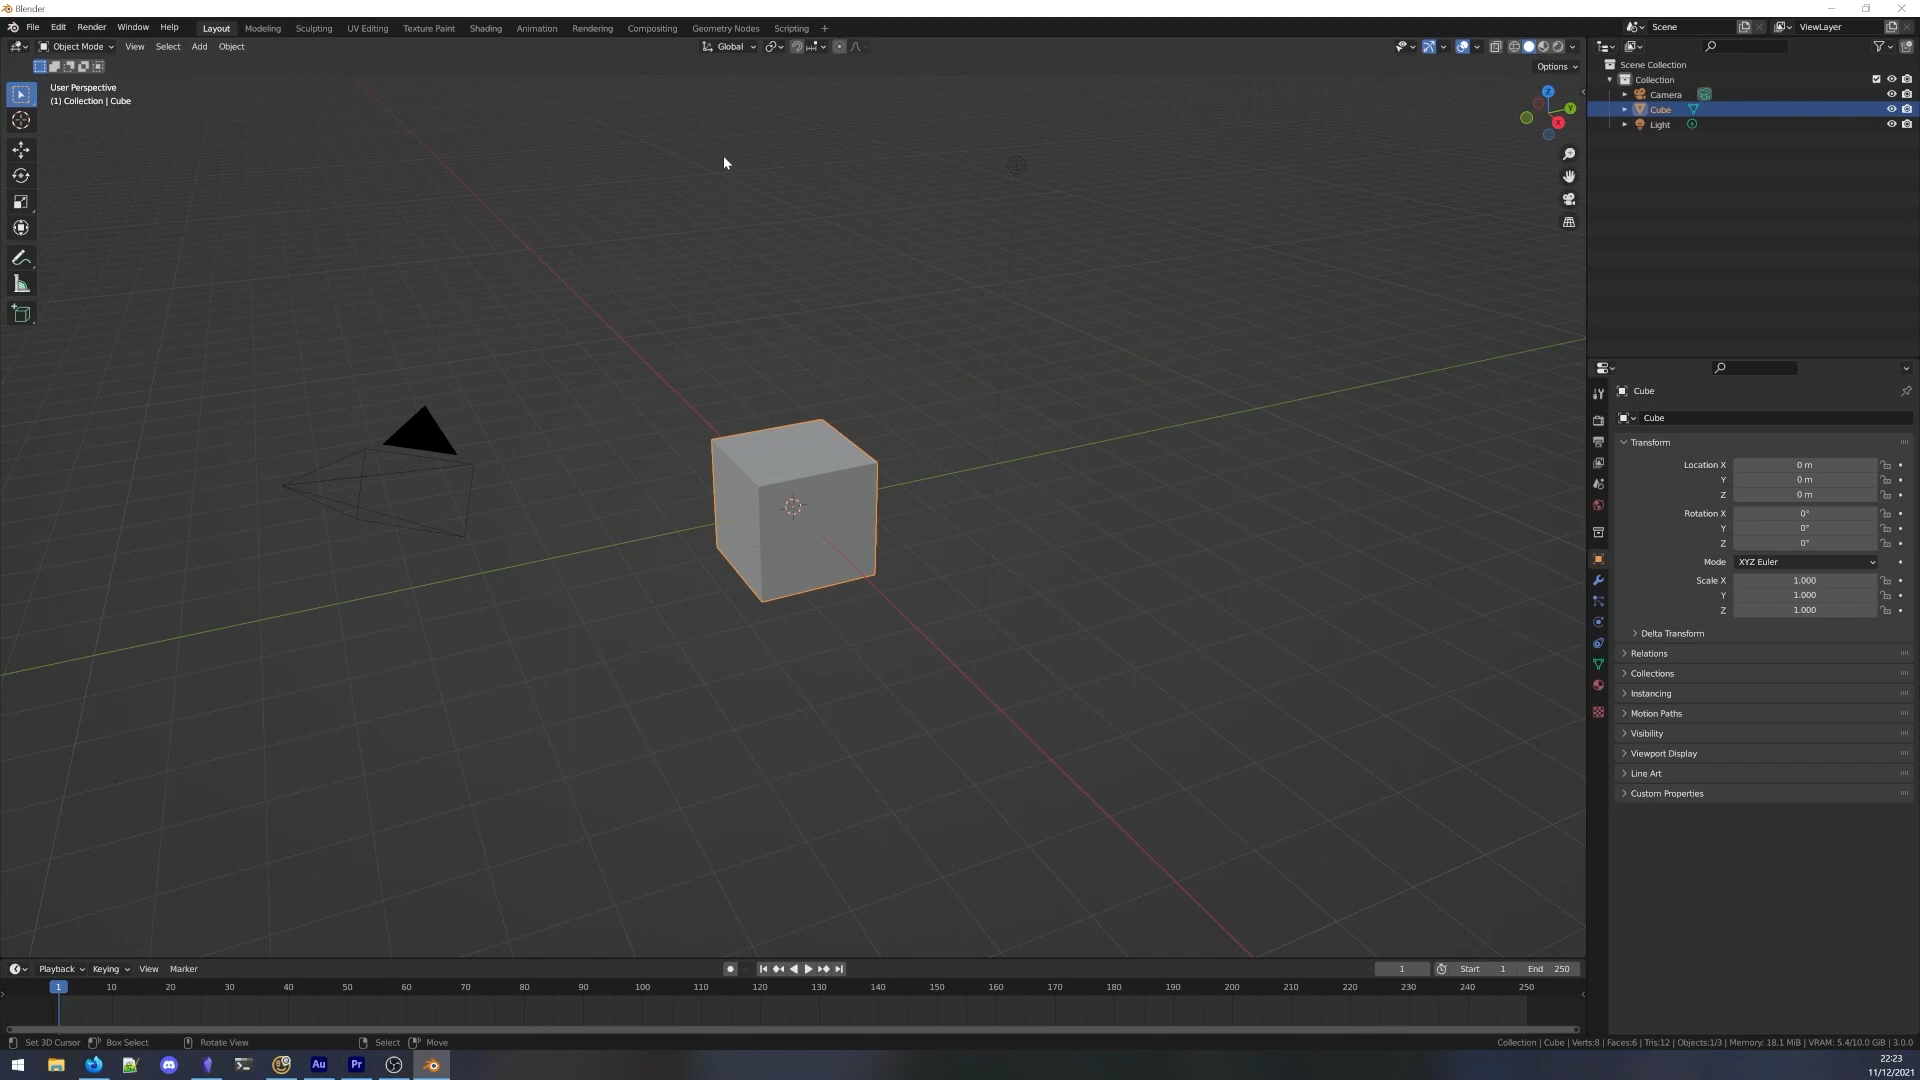 Blender
File Edit Render Window Help Layout Modeling Sculpting UV Editing Texture Paint Shading Animation Rendering Compositing Geometry Nodes Scripting +
Scene ViewLayer
Object Mode View Select Add Object Global
Options
User Perspective
(1) Collection | Cube
Z
Y
X
Scene Collection
Collection
Camera
Cube
Light
Cube
Cube
Transform
Location X 0 m
Y 0 m
Z 0 m
Rotation X 0°
Y 0°
Z 0°
Mode XYZ Euler
Scale X 1.000
Y 1.000
Z 1.000
Delta Transform
Relations
Collections
Instancing
Motion Paths
Visibility
Viewport Display
Line Art
Custom Properties
Playback Keying View Marker 1 Start 1 End 250
1 10 20 30 40 50 60 70 80 90 100 110 120 130 140 150 160 170 180 190 200 210 220 230 240 250
Set 3D Cursor Box Select Rotate View Select Move
Collection | Cube | Verts:8 | Faces:6 | Tris:12 | Objects:1/3 | Memory: 18.1 MiB | VRAM: 5.4/10.0 GiB | 3.0.0
Au Pr
22:23
11/12/2021